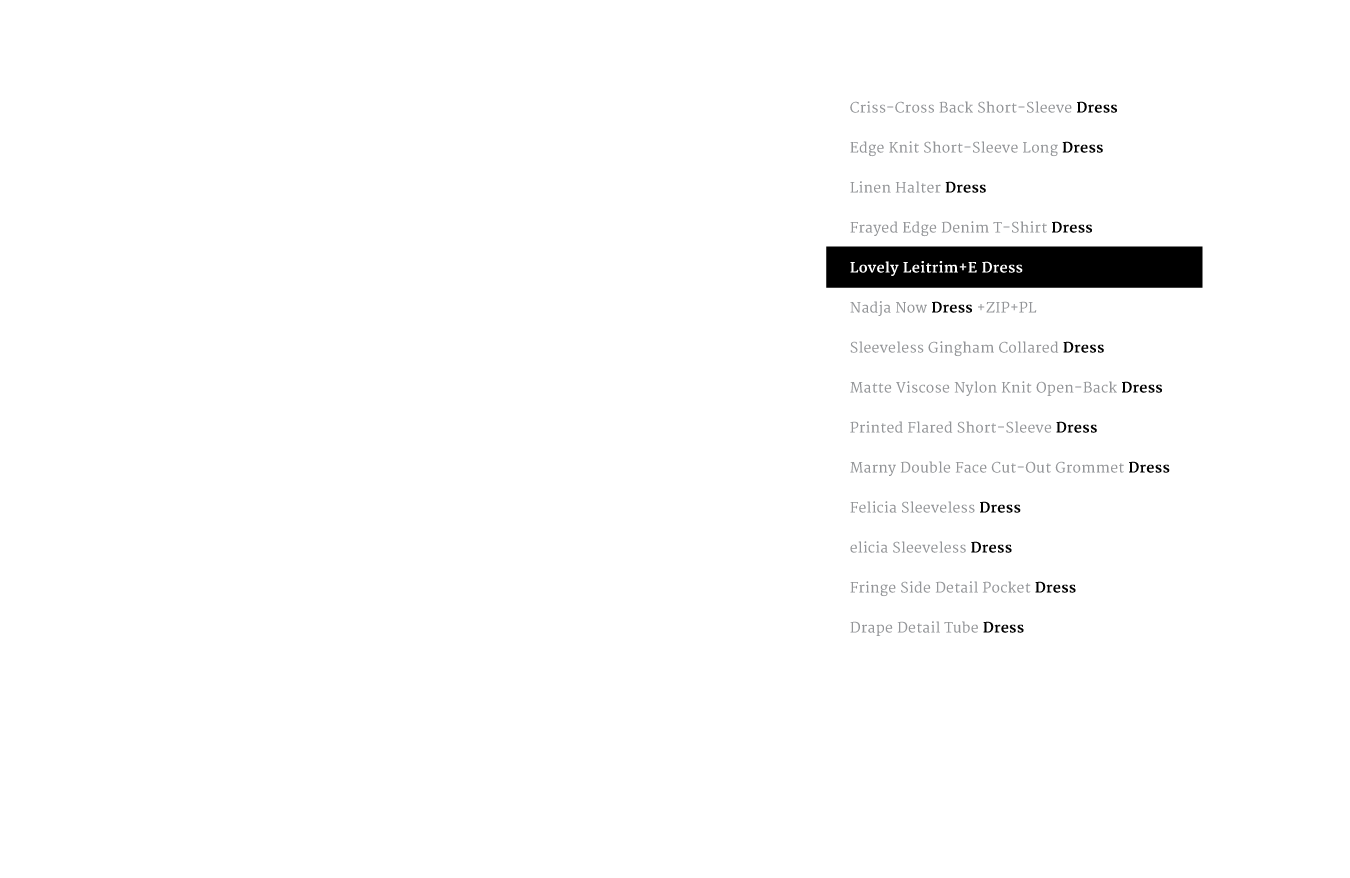 Criss-Cross Back Short-Sleeve Dress
Edge Knit Short-Sleeve Long Dress
Linen Halter Dress
Frayed Edge Denim T-Shirt Dress
Lovely Leitrim+E Dress
Nadja Now Dress +ZIP+PL
Sleeveless Gingham Collared Dress
Matte Viscose Nylon Knit Open-Back Dress
Printed Flared Short-Sleeve Dress
Marny Double Face Cut-Out Grommet Dress
Felicia Sleeveless Dress
elicia Sleeveless Dress
Fringe Side Detail Pocket Dress
Drape Detail Tube Dress